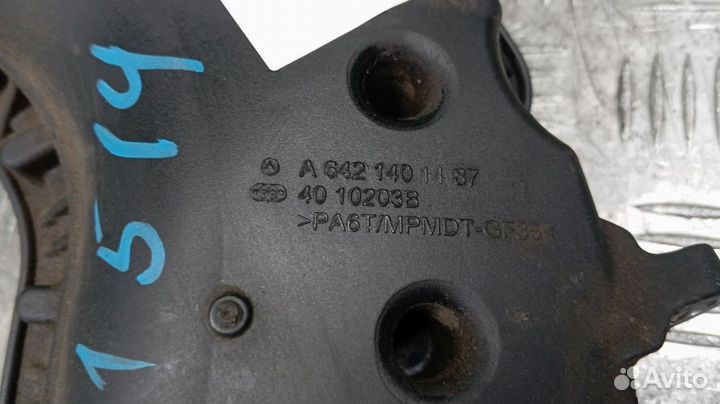 1514
A 642 140 14 87
40 10203B
>PA6T/MPMDT-GF35<
Avito